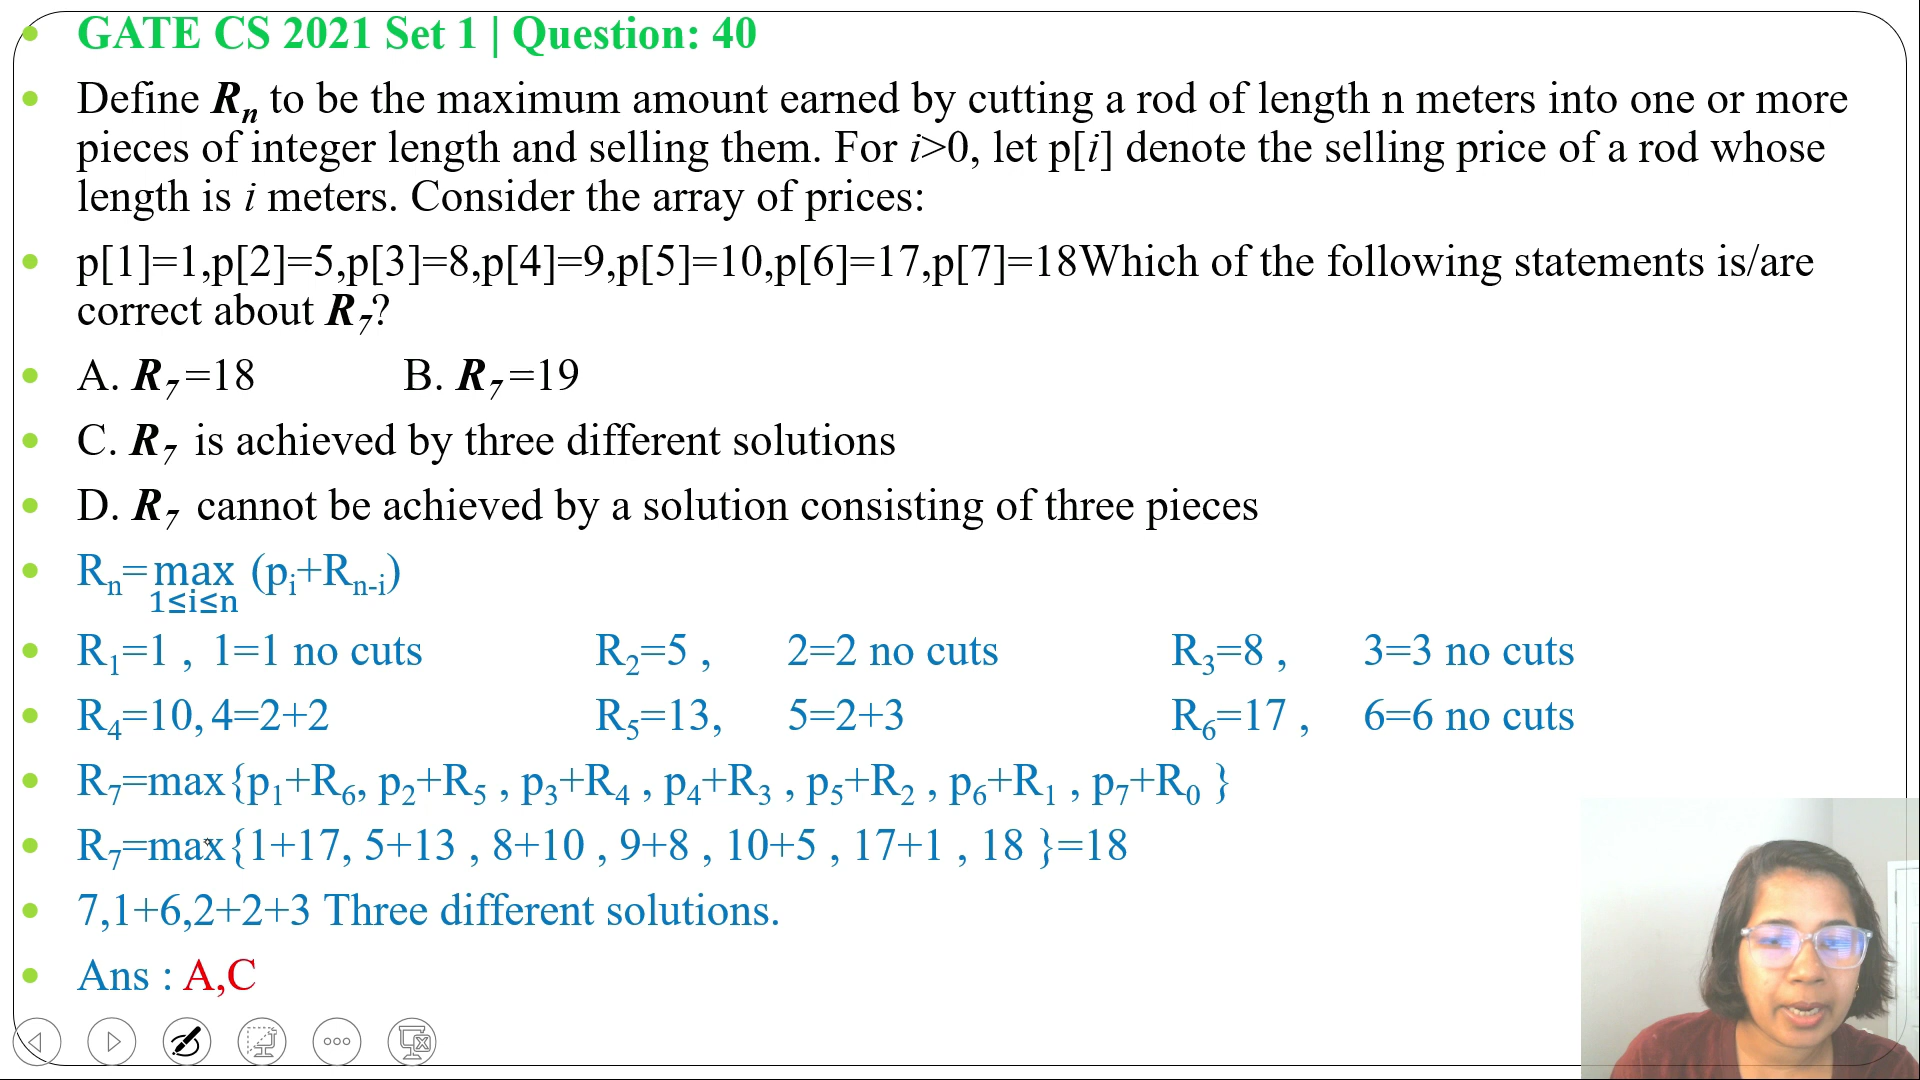 GATE CS 2021 Set 1 | Question: 40
Define Rn to be the maximum amount earned by cutting a rod of length n meters into one or more
pieces of integer length and selling them. For i>0, let p[i] denote the selling price of a rod whose
length is i meters. Consider the array of prices:
p[1]=1,p[2]=5,p[3]=8,p[4]=9,p[5]=10,p[6]=17,p[7]=18Which of the following statements is/are
correct about R7?
A. R7=18 B. R7=19
C. R7 is achieved by three different solutions
D. R7 cannot be achieved by a solution consisting of three pieces
Rn=max (pi+Rn-i)
1≤i≤n
R1=1 , 1=1 no cuts R2=5 , 2=2 no cuts R3=8 , 3=3 no cuts
R4=10, 4=2+2 R5=13, 5=2+3 R6=17 , 6=6 no cuts
R7=max{p1+R6, p2+R5 , p3+R4 , p4+R3 , p5+R2 , p6+R1 , p7+R0 }
R7=max{1+17, 5+13 , 8+10 , 9+8 , 10+5 , 17+1 , 18 }=18
7,1+6,2+2+3 Three different solutions.
Ans : A,C